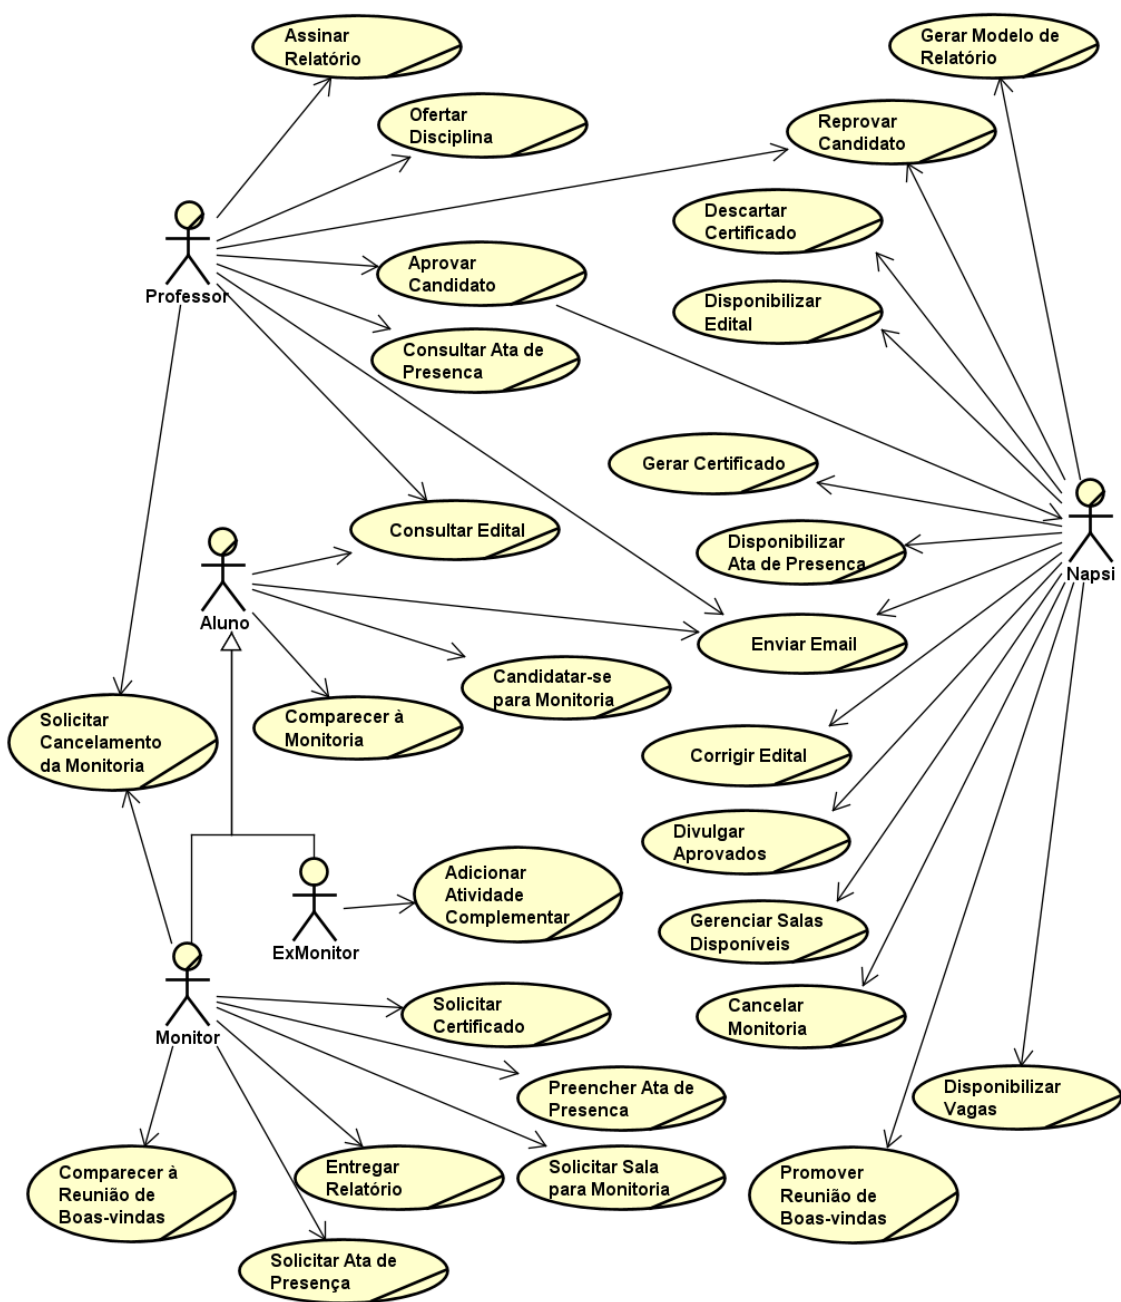 Assinar
Relatório
Gerar Modelo de
Relatório
Ofertar
Disciplina
Reprovar
Candidato
Descartar
Certificado
Professor
Aprovar
Candidato
Disponibilizar
Edital
Consultar Ata de
Presenca
Gerar Certificado
Consultar Edital
Disponibilizar
Ata de Presenca
Napsi
Aluno
Enviar Email
Candidatar-se
para Monitoria
Solicitar
Cancelamento
da Monitoria
Comparecer à
Monitoria
Corrigir Edital
Divulgar
Aprovados
Adicionar
Atividade
Complementar
ExMonitor
Gerenciar Salas
Disponíveis
Solicitar
Certificado
Cancelar
Monitoria
Monitor
Preencher Ata de
Presenca
Disponibilizar
Vagas
Comparecer à
Reunião de
Boas-vindas
Entregar
Relatório
Solicitar Sala
para Monitoria
Promover
Reunião de
Boas-vindas
Solicitar Ata de
Presença